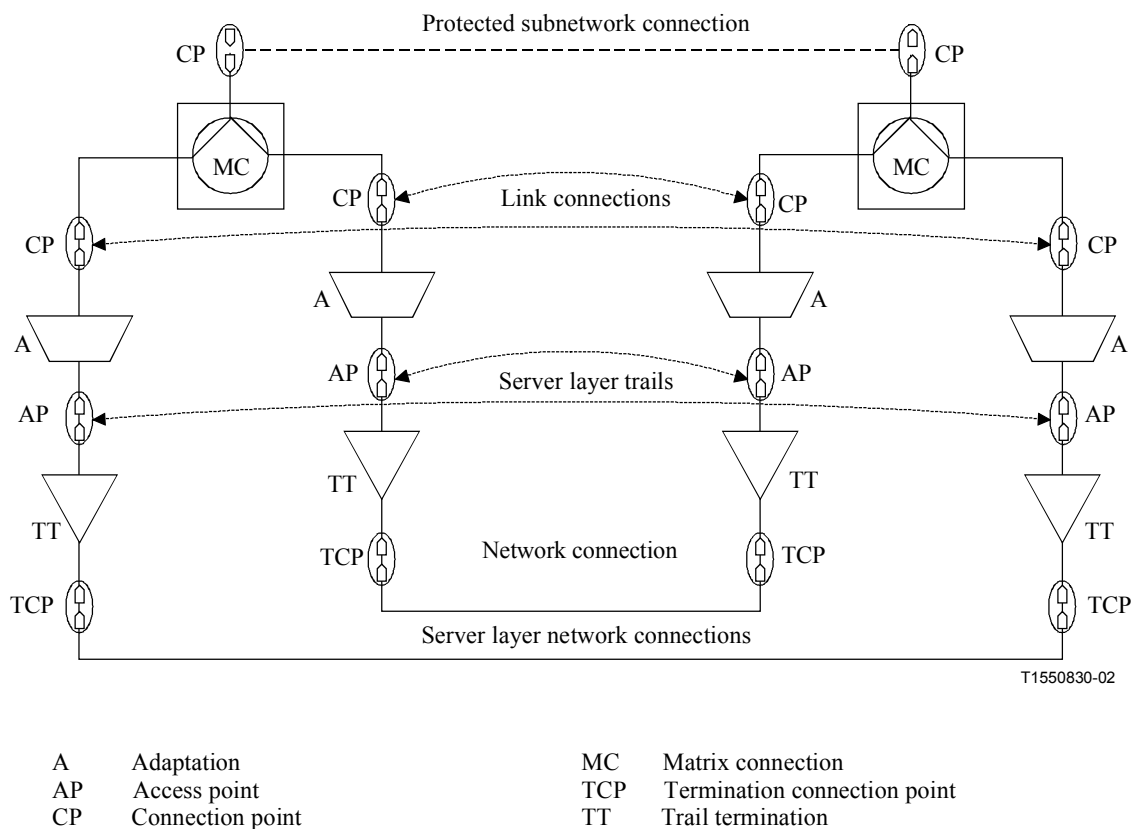 Protected subnetwork connection
CP CP
MC MC
CP Link connections CP
CP CP
A A
A A
AP Server layer trails AP
AP AP
TT TT
TT TT
TCP Network connection TCP
TCP TCP
Server layer network connections
T1550830-02
A Adaptation MC Matrix connection
AP Access point TCP Termination connection point
CP Connection point TT Trail termination